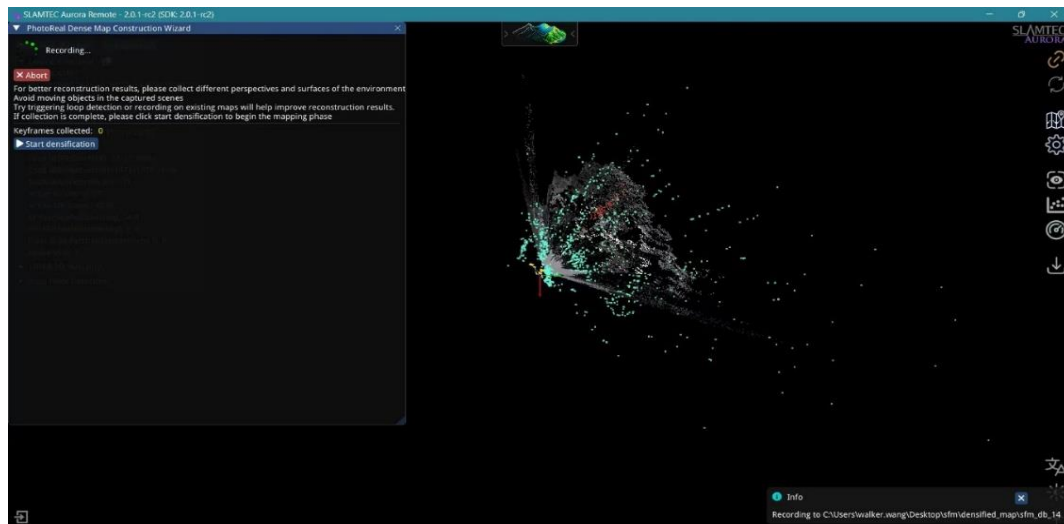 SLAMTEC Aurora Remote - 2.0.1-rc2 (SDK: 2.0.1-rc2)
PhotoReal Dense Map Construction Wizard
SLAMTEC
AURORA
Recording...
Abort
For better reconstruction results, please collect different perspectives and surfaces of the environment
Avoid moving objects in the captured scenes
Try triggering loop detection or recording on existing maps will help improve reconstruction results.
If collection is complete, please click start densification to begin the mapping phase
Keyframes collected: 0
Start densification
Info
Recording to C:\Users\walker.wang\Desktop\sfm\densified_map\sfm_db_14